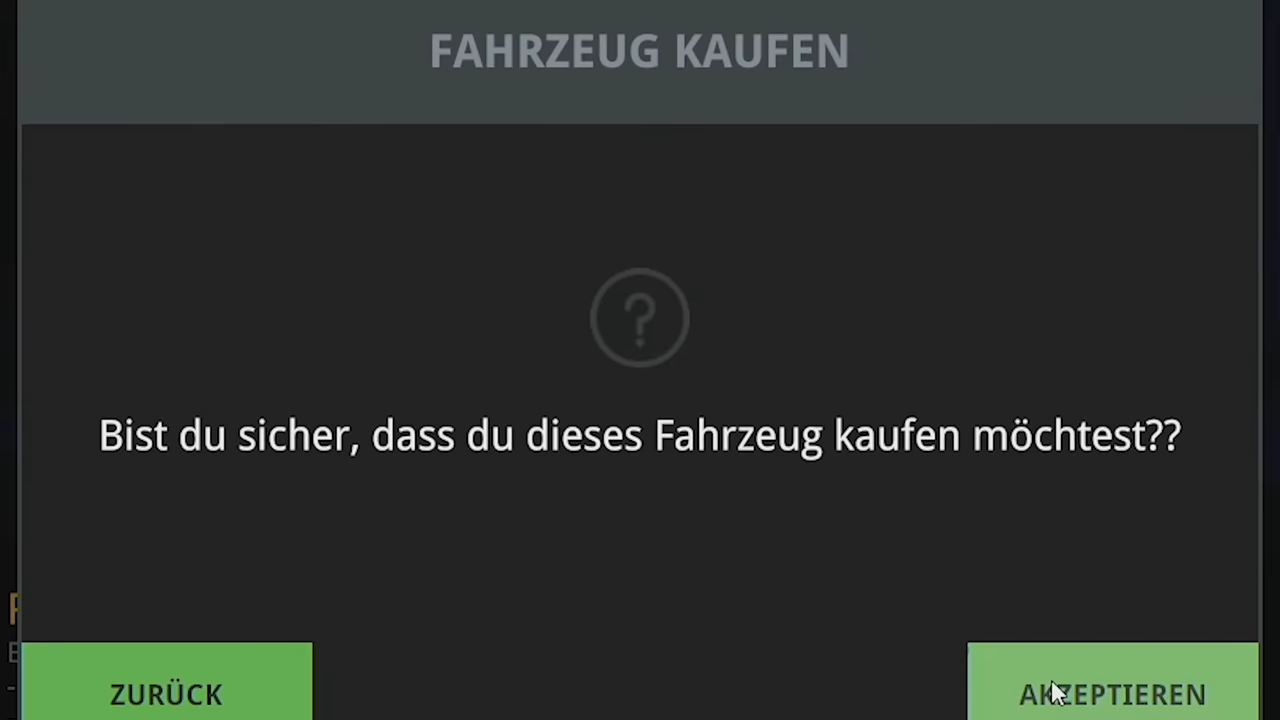 FAHRZEUG KAUFEN
Bist du sicher, dass du dieses Fahrzeug kaufen möchtest??
ZURÜCK
AKZEPTIEREN